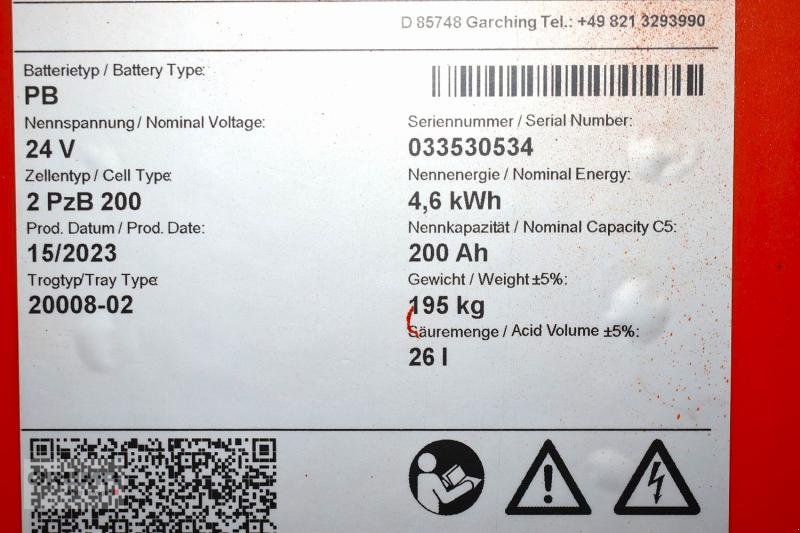 D 85748 Garching Tel.: +49 821 3293990
Batterietyp / Battery Type:
PB
Nennspannung / Nominal Voltage:
24 V
Zellentyp / Cell Type:
2 PzB 200
Prod. Datum / Prod. Date:
15/2023
Trogtyp/Tray Type:
20008-02
Seriennummer / Serial Number:
033530534
Nennenergie / Nominal Energy:
4,6 kWh
Nennkapazität / Nominal Capacity C5:
200 Ah
Gewicht / Weight ±5%:
195 kg
Säuremenge / Acid Volume ±5%:
26 l